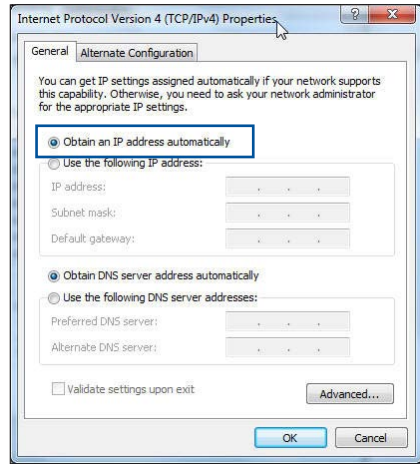 Internet Protocol Version 4 (TCP/IPv4) Properties
General Alternate Configuration
You can get IP settings assigned automatically if your network supports
this capability. Otherwise, you need to ask your network administrator
for the appropriate IP settings.
Obtain an IP address automatically
Use the following IP address:
IP address:
Subnet mask:
Default gateway:
Obtain DNS server address automatically
Use the following DNS server addresses:
Preferred DNS server:
Alternate DNS server:
Validate settings upon exit
Advanced...
OK Cancel